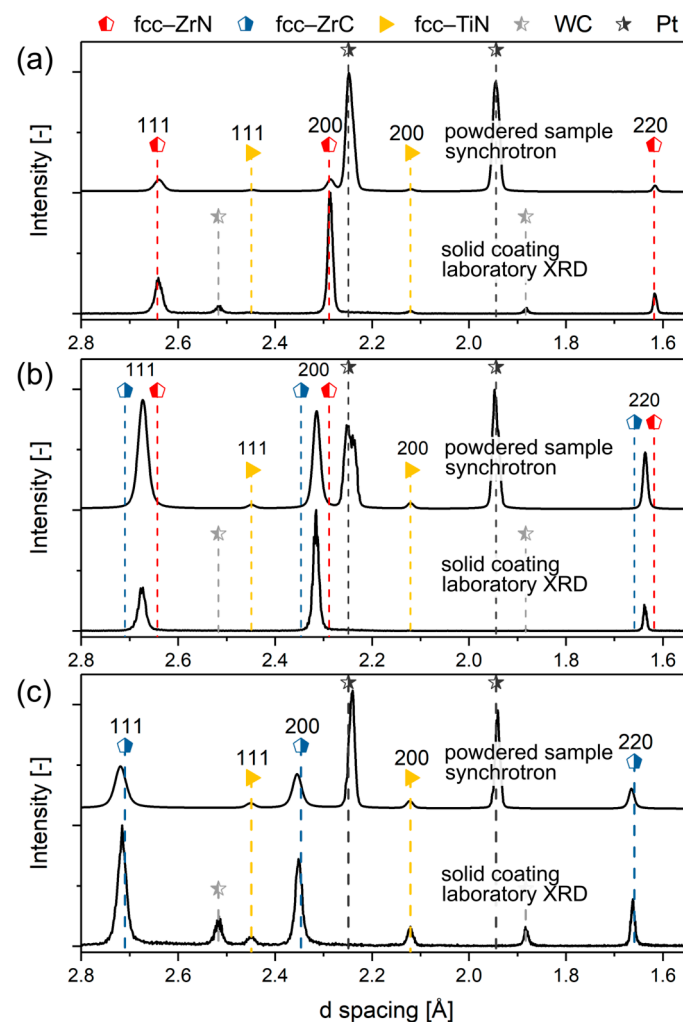 fcc–ZrN fcc–ZrC fcc–TiN WC Pt
(a)
111 111 200 200 220
powdered sample
synchrotron
solid coating
laboratory XRD
Intensity [-]
2.8 2.6 2.4 2.2 2.0 1.8 1.6
(b)
111 200 220
111 200
powdered sample
synchrotron
solid coating
laboratory XRD
Intensity [-]
2.8 2.6 2.4 2.2 2.0 1.8 1.6
(c)
111 200 220
111 200
powdered sample
synchrotron
solid coating
laboratory XRD
Intensity [-]
2.8 2.6 2.4 2.2 2.0 1.8 1.6
d spacing [Å]